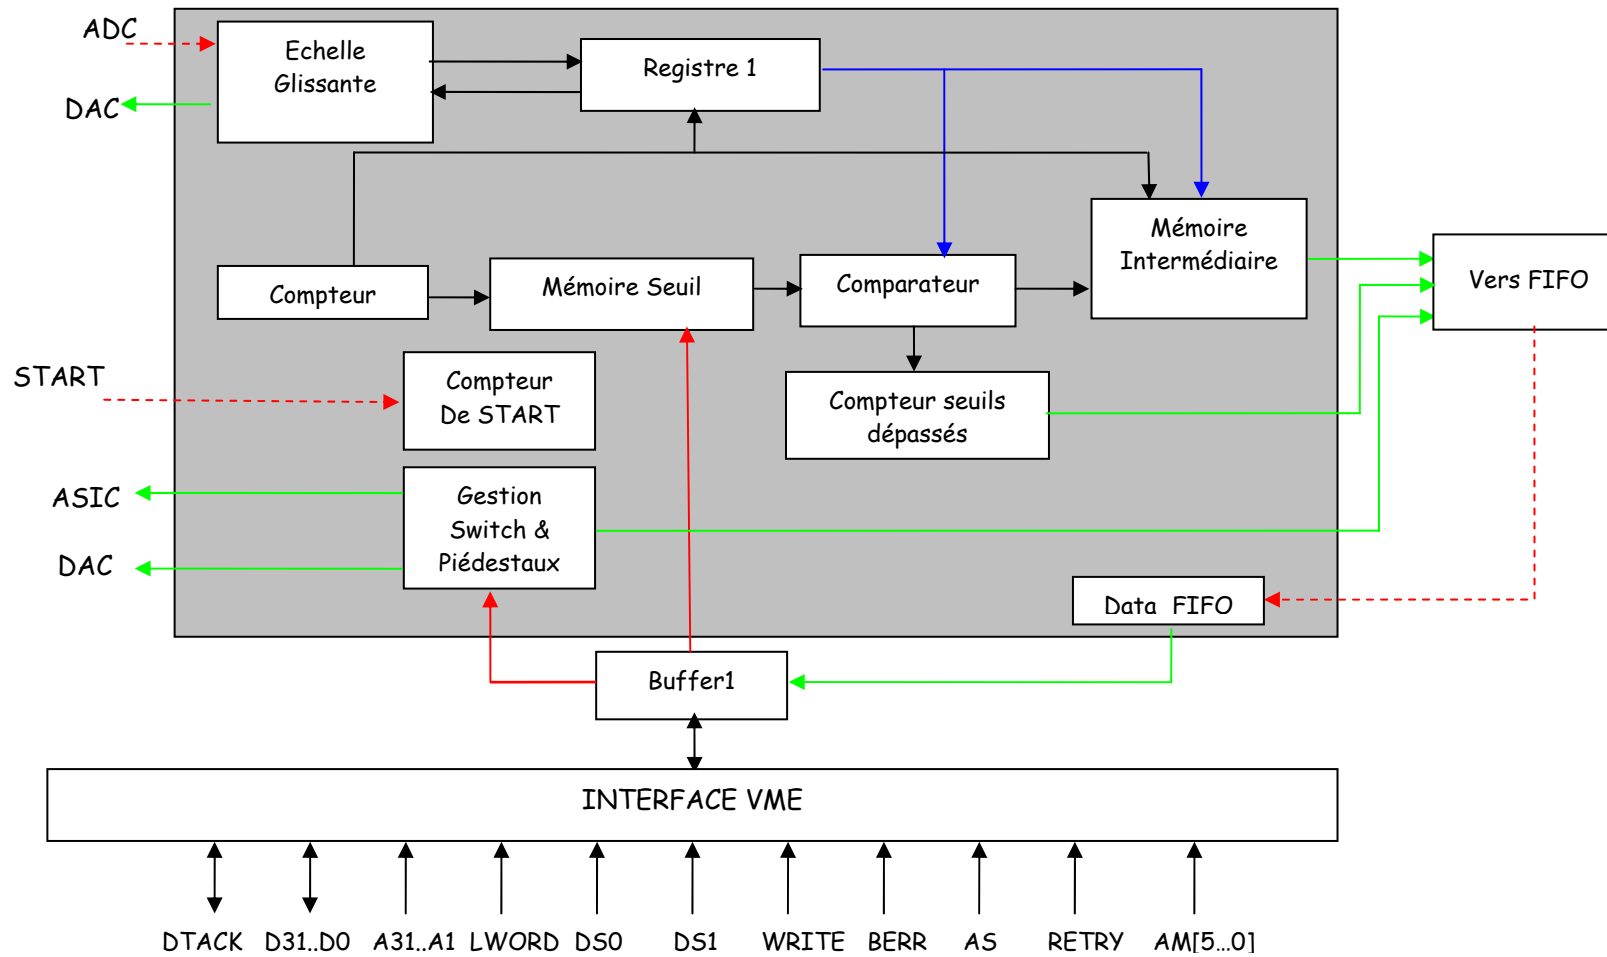 ADC
Echelle
Glissante
Registre 1
DAC
Mémoire
Intermédiaire
Compteur
Mémoire Seuil
Comparateur
Vers FIFO
START
Compteur
De START
Compteur seuils
dépassés
ASIC
Gestion
Switch &
Piédestaux
DAC
Data FIFO
Buffer1
INTERFACE VME
DTACK D31..D0 A31..A1 LWORD DS0 DS1 WRITE BERR AS RETRY AM[5...0]